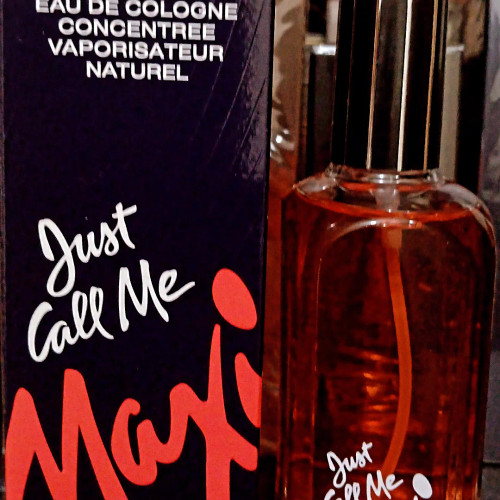 EAU DE COLOGNE
CONCENTREE
VAPORISATEUR
NATUREL
Just
Call Me
Maxi
Just
Call Me